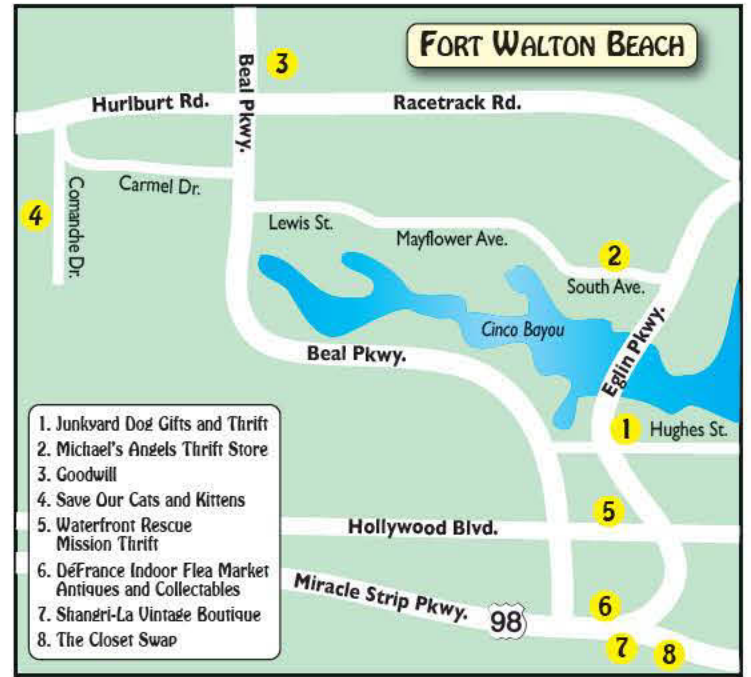 FORT WALTON BEACH
3
Beal Pkwy.
Hurlburt Rd.
Racetrack Rd.
Carmel Dr.
4
Comanche Dr.
Lewis St.
Mayflower Ave.
2
South Ave.
Cinco Bayou
Eglin Pkwy.
Beal Pkwy.
1
Hughes St.
1. Junkyard Dog Gifts and Thrift
2. Michael's Angels Thrift Store
3. Goodwill
4. Save Our Cats and Kittens
5. Waterfront Rescue
Mission Thrift
6. DéFrance Indoor Flea Market
Antiques and Collectables
7. Shangri-La Vintage Boutique
8. The Closet Swap
5
Hollywood Blvd.
Miracle Strip Pkwy.
98
6
7
8